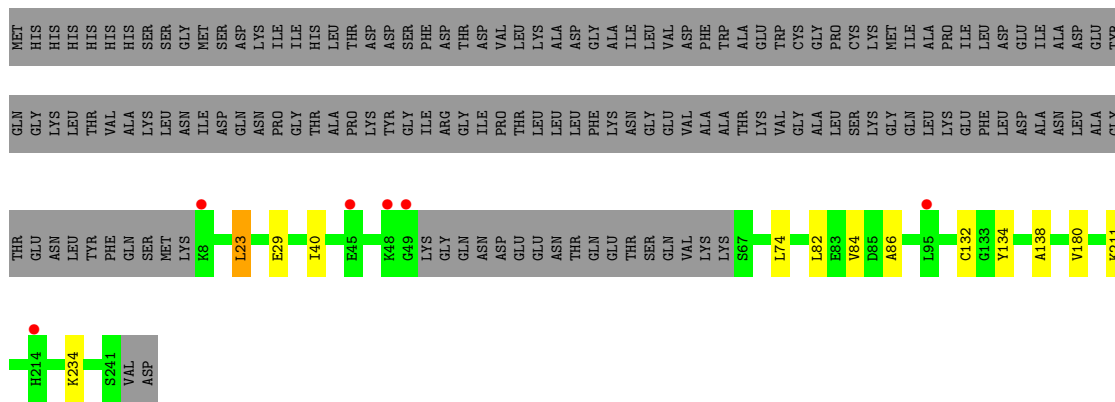 MET HIS HIS HIS HIS HIS HIS SER SER GLY MET SER ASP LYS ILE ILE HIS LEU THR ASP ASP SER PHE ASP THR ASP VAL LEU LYS ALA ASP GLY ALA ILE LEU VAL ASP PHE TRP ALA GLU TRP CYS GLY PRO CYS LYS MET ILE ALA PRO ILE LEU ASP GLU ILE ALA ASP GLU TYR
GLN GLY LYS LEU THR VAL ALA LYS LEU ASN ILE ASP GLN ASN PRO GLY THR ALA PRO LYS TYR GLY ILE ARG GLY ILE PRO THR LEU LEU LEU PHE LYS ASN GLY GLU VAL ALA ALA THR LYS VAL GLY ALA LEU SER LYS GLY GLN LEU LYS GLU PHE LEU ASP ALA ASN LEU ALA GLY
THR GLU ASN LEU TYR PHE GLN SER MET LYS K8 L23 E29 I40 E45 K48 G49 LYS GLY GLN ASN ASP GLU GLU ASN THR GLN GLU THR SER GLN VAL LYS LYS S67 L74 L82 E83 V84 D85 A86 L95 C132 G133 Y134 A138 V180 K211
H214 K234 S241 VAL ASP